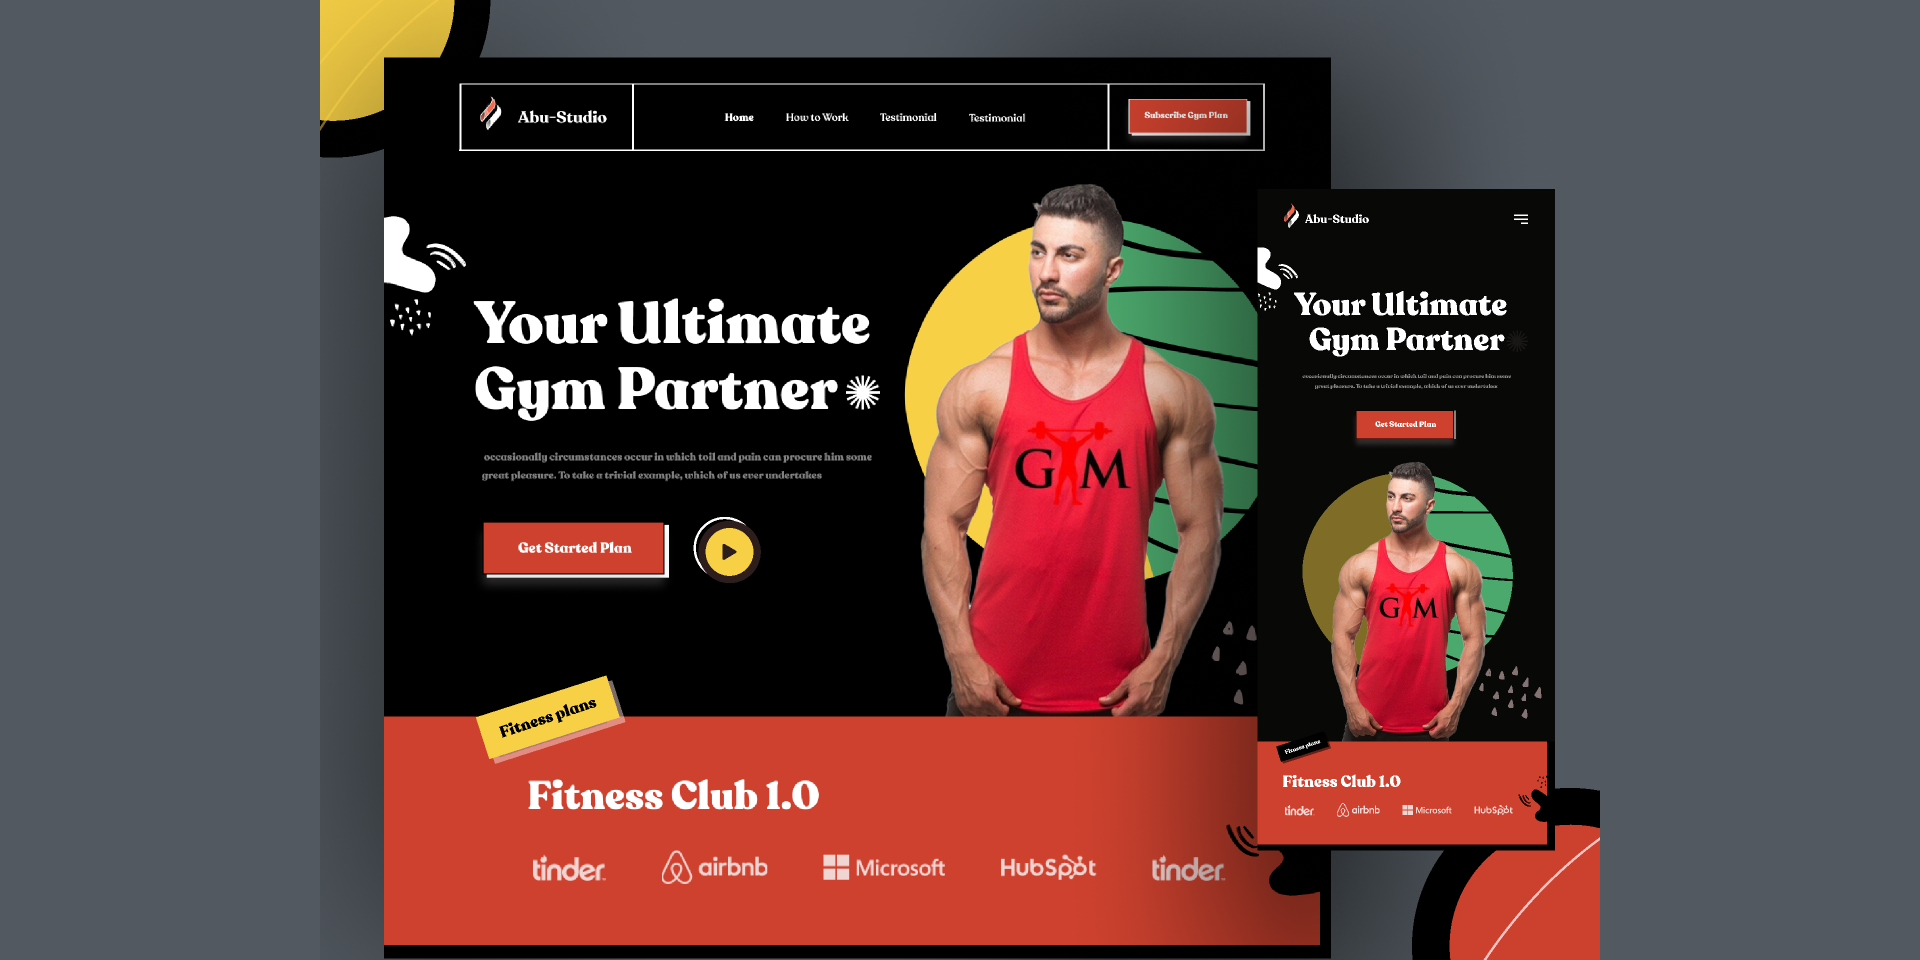 Abu-Studio
Home
How to Work
Testimonial
Testimonial
Subscribe Gym Plan
Your Ultimate
Gym Partner
occasionally circumstances occur in which toil and pain can procure him some
great pleasure. To take a trivial example, which of us ever undertakes
Get Started Plan
G M
Fitness plans
Fitness Club 1.0
tinder
airbnb
Microsoft
HubSpot
tinder
Abu-Studio
Your Ultimate
Gym Partner
occasionally circumstances occur in which toil and pain can procure him some
great pleasure. To take a trivial example, which of us ever undertakes
Get Started Plan
G M
Fitness plans
Fitness Club 1.0
tinder
airbnb
Microsoft
HubSpot